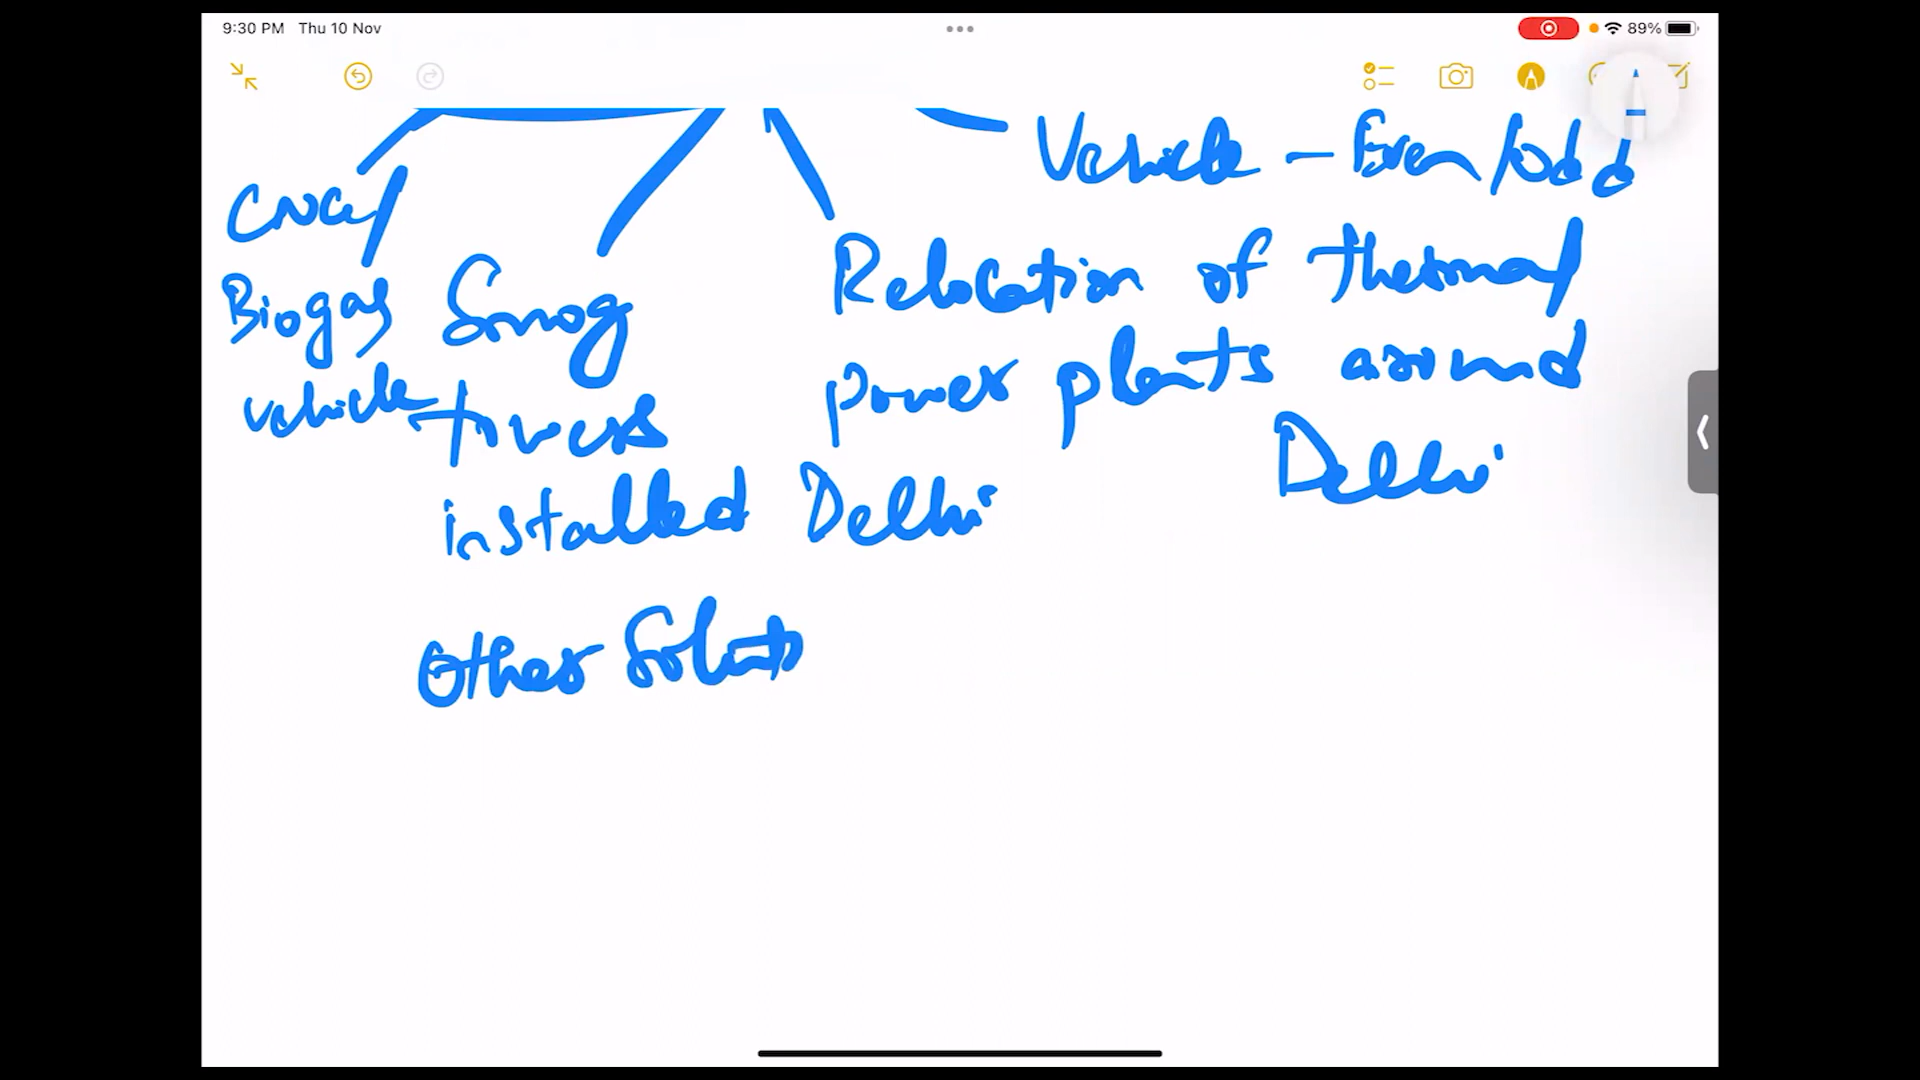 9:30 PM Thu 10 Nov
89%
Vehicle - Even/odd
CNG/
Biogas
vehicle
Smog
towers
installed Delhi
Relocation of thermal
power plants around
Delhi
Other